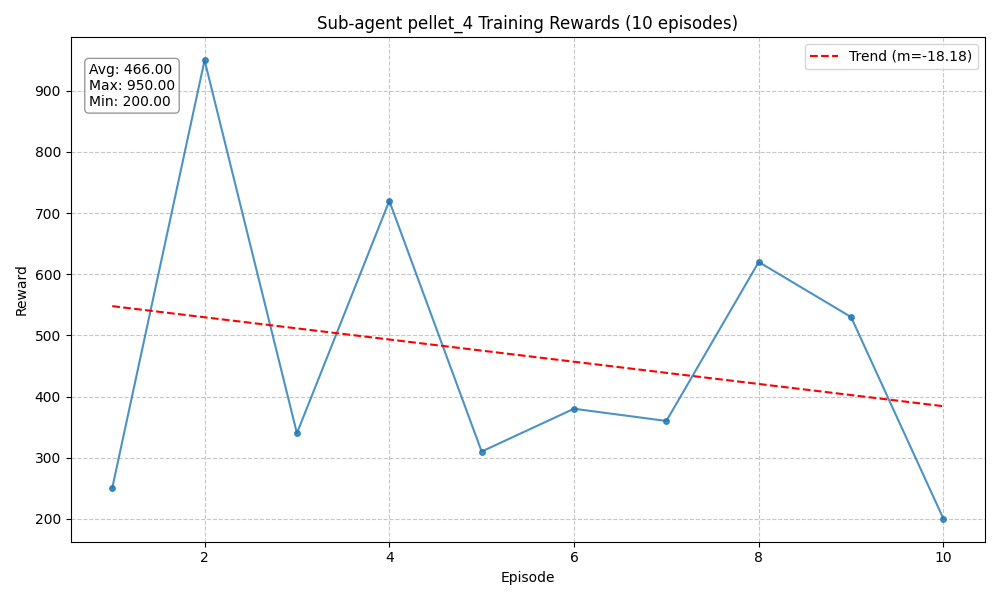 Sub-agent pellet_4 Training Rewards (10 episodes)
Avg: 466.00
Max: 950.00
Min: 200.00
Trend (m=-18.18)
Reward
900
800
700
600
500
400
300
200
2 4 6 8 10
Episode